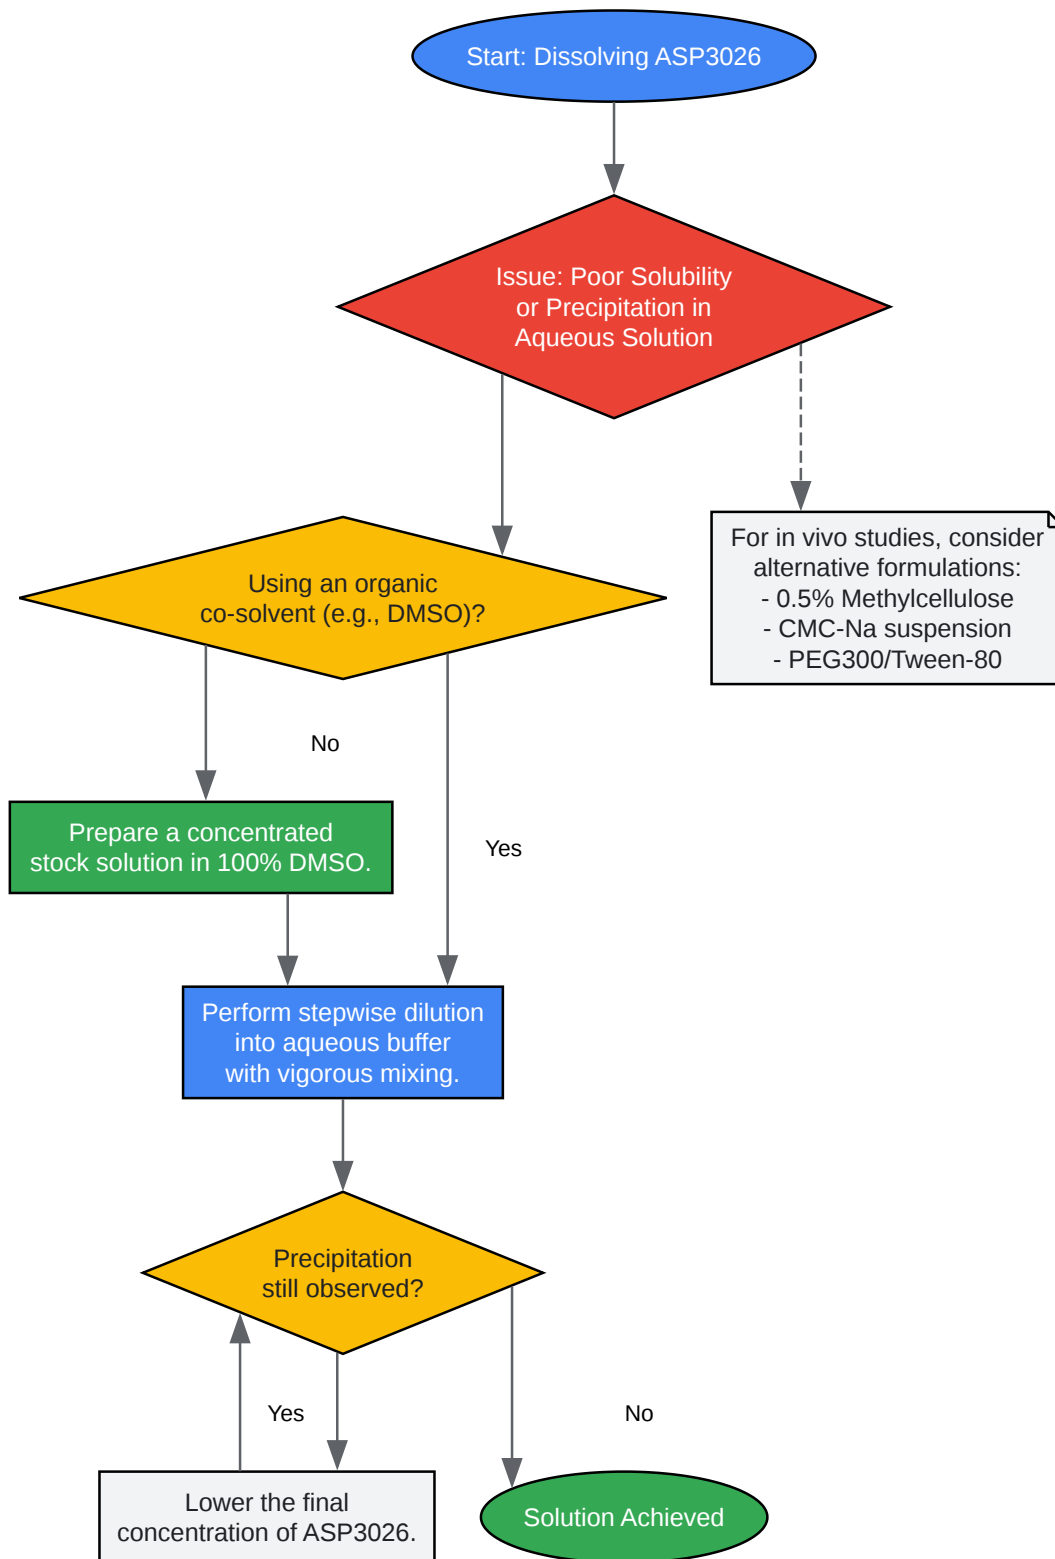 Start: Dissolving ASP3026
Issue: Poor Solubility
or Precipitation in
Aqueous Solution
Using an organic
co-solvent (e.g., DMSO)?
For in vivo studies, consider
alternative formulations:
- 0.5% Methylcellulose
- CMC-Na suspension
- PEG300/Tween-80
No
Prepare a concentrated
stock solution in 100% DMSO.
Yes
Perform stepwise dilution
into aqueous buffer
with vigorous mixing.
Precipitation
still observed?
Yes
No
Lower the final
concentration of ASP3026.
Solution Achieved